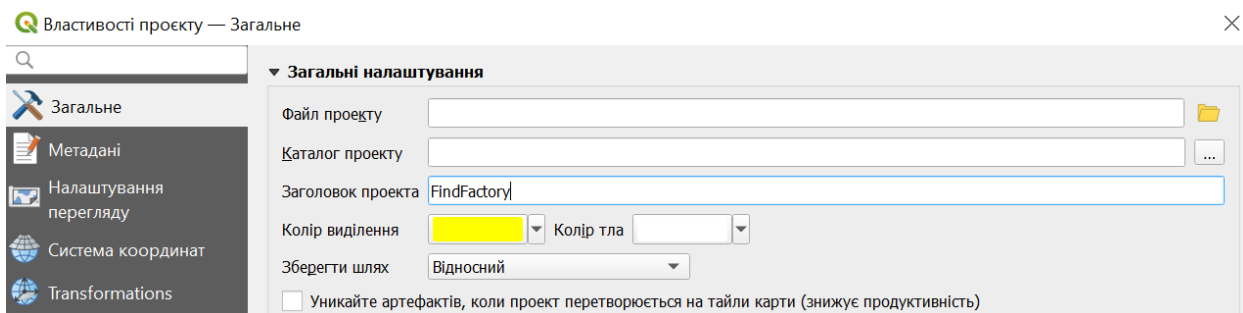 Властивості проєкту — Загальне
Загальне
Метадані
Налаштування
перегляду
Система координат
Transformations
Загальні налаштування
Файл проекту
Каталог проекту
...
Заголовок проекта FindFactory
Колір виділення Колір тла
Зберегти шлях Відносний
Уникайте артефактів, коли проект перетворюється на тайли карти (знижує продуктивність)